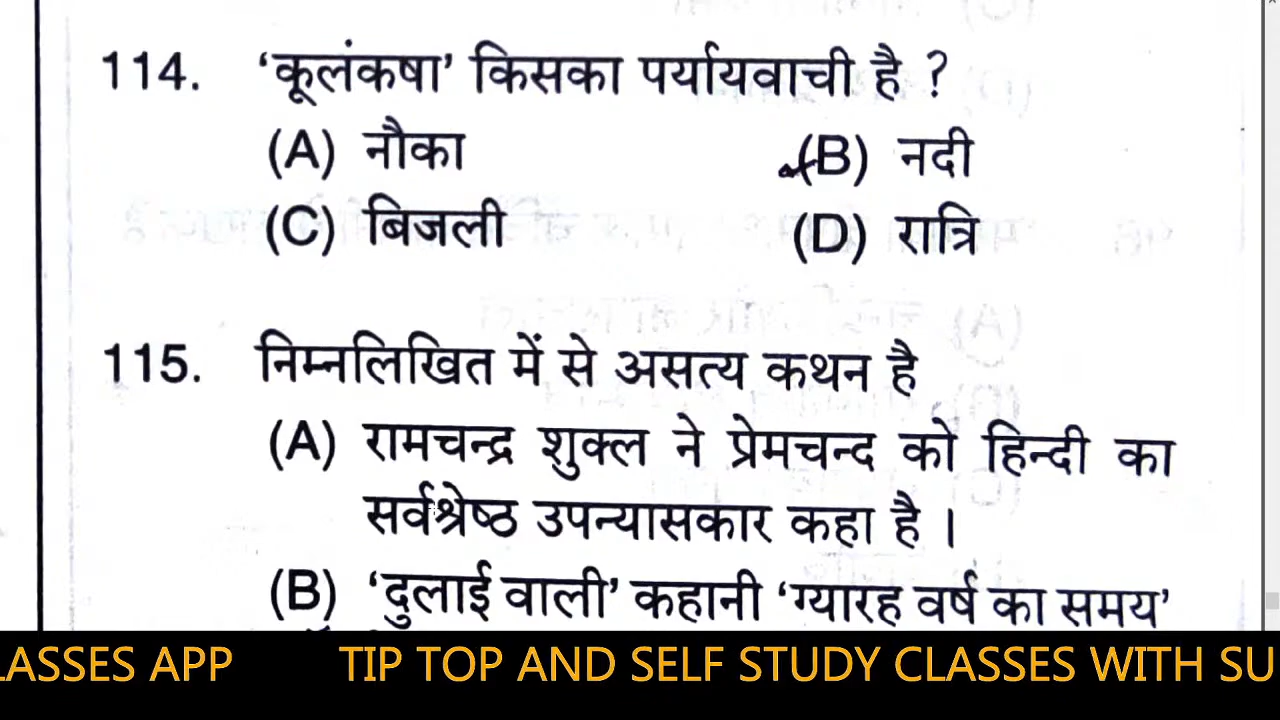 114. 'कूलंकषा' किसका पर्यायवाची है ?
(A) नौका (B) नदी
(C) बिजली (D) रात्रि
115. निम्नलिखित में से असत्य कथन है
(A) रामचन्द्र शुक्ल ने प्रेमचन्द को हिन्दी का
सर्वश्रेष्ठ उपन्यासकार कहा है ।
(B) 'दुलाई वाली' कहानी 'ग्यारह वर्ष का समय'
LASSES APP TIP TOP AND SELF STUDY CLASSES WITH SU